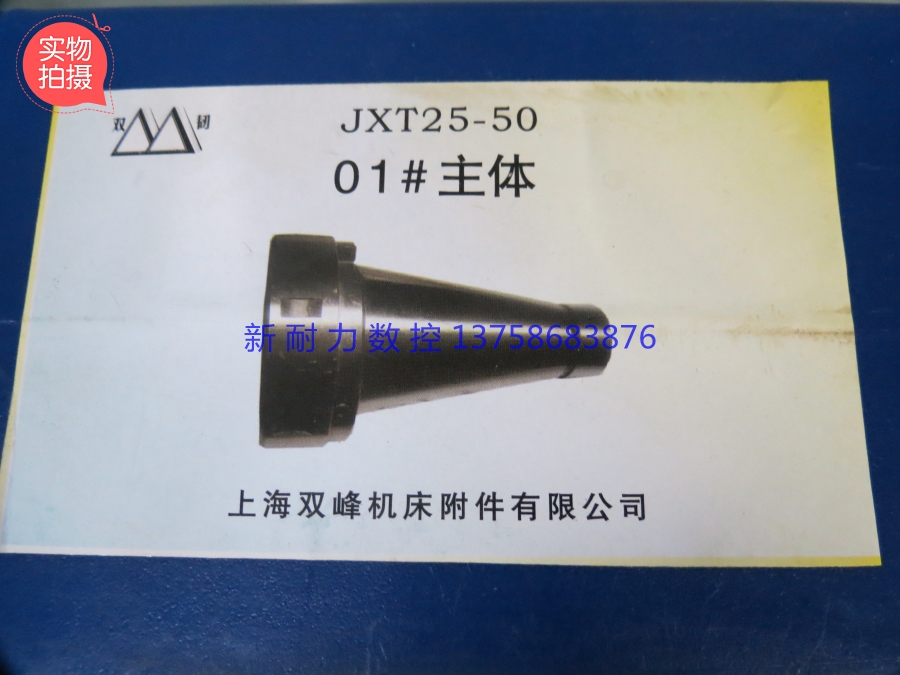 实物
拍摄
双 韧
JXT25-50
01#主体
新耐力数控 13758683876
上海双峰机床附件有限公司